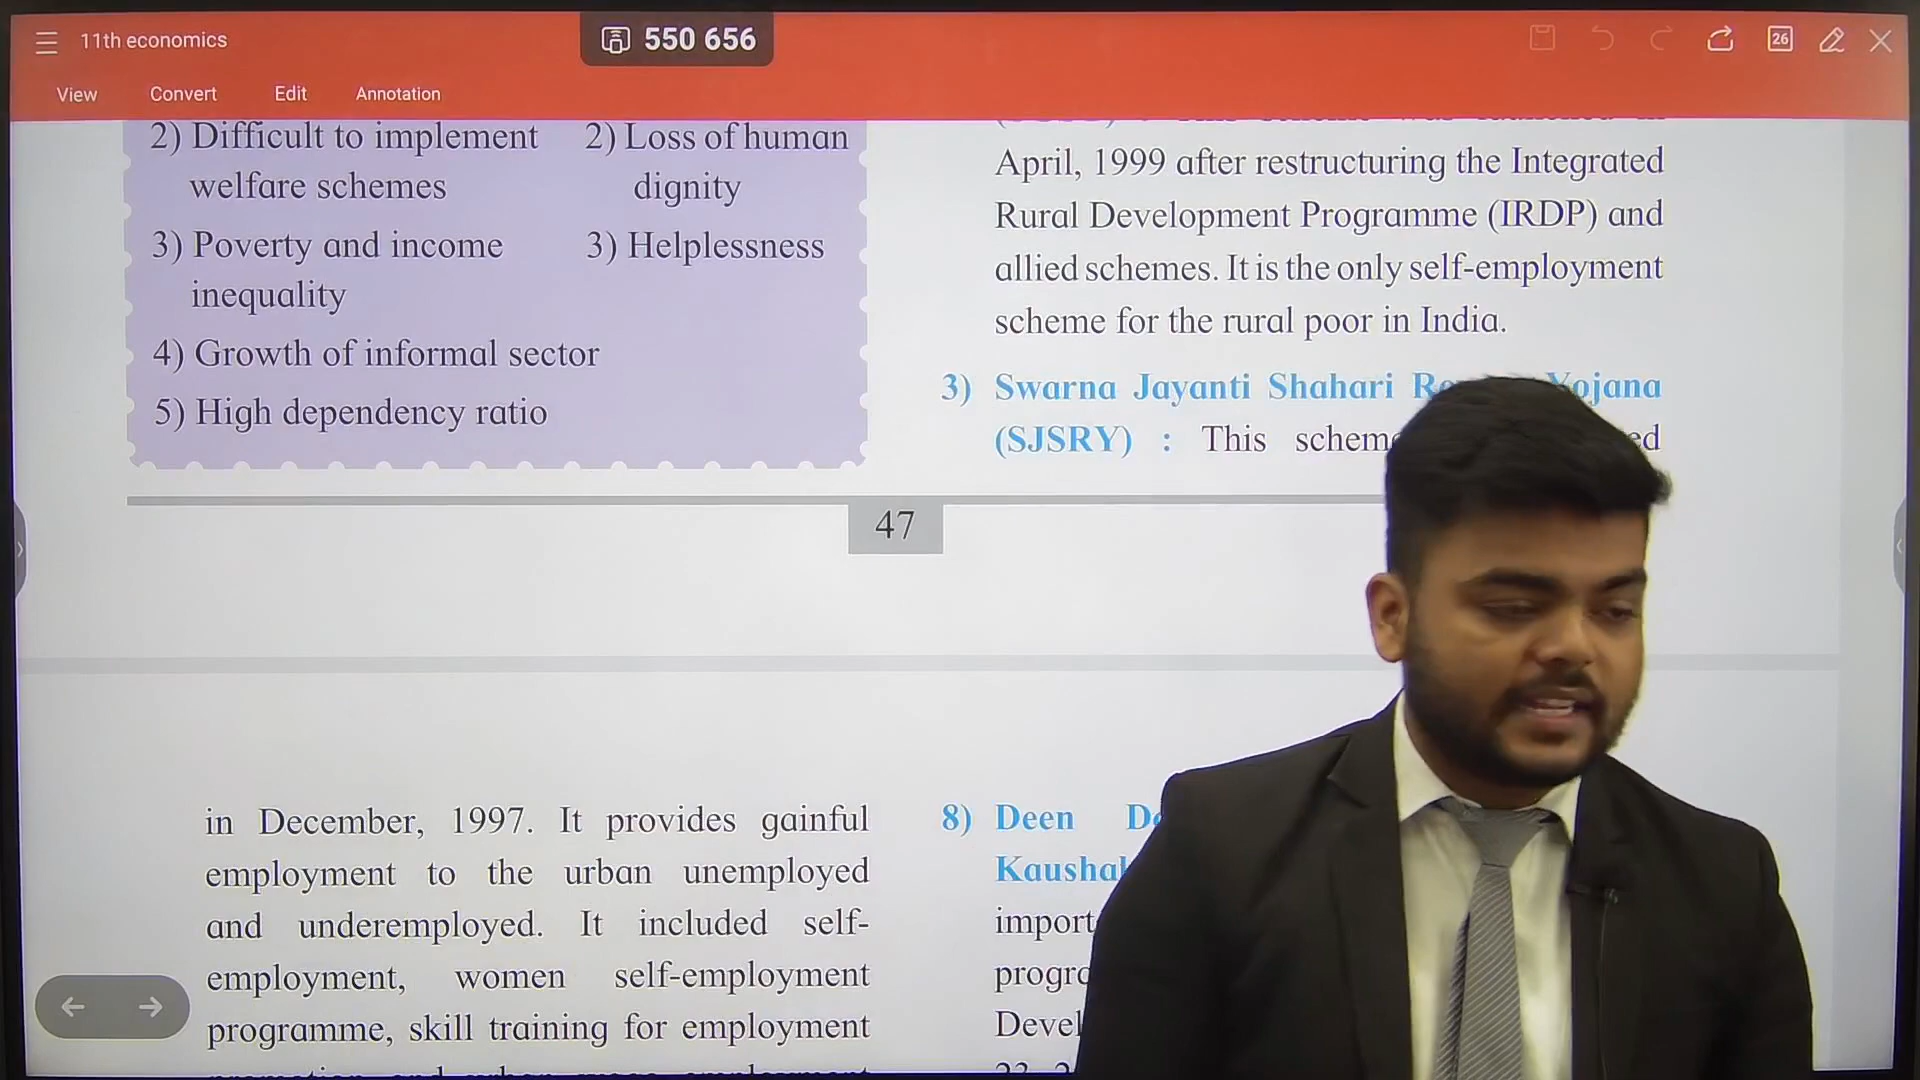 11th economics
550 656
26
View Convert Edit Annotation
2) Difficult to implement
welfare schemes
3) Poverty and income
inequality
4) Growth of informal sector
5) High dependency ratio
2) Loss of human
dignity
3) Helplessness
April, 1999 after restructuring the Integrated
Rural Development Programme (IRDP) and
allied schemes. It is the only self-employment
scheme for the rural poor in India.
3) Swarna Jayanti Shahari
(SJSRY) : This
47
in December, 1997. It provides gainful
employment to the urban unemployed
and underemployed. It included self-
employment, women self-employment
programme, skill training for employment
8) Deen